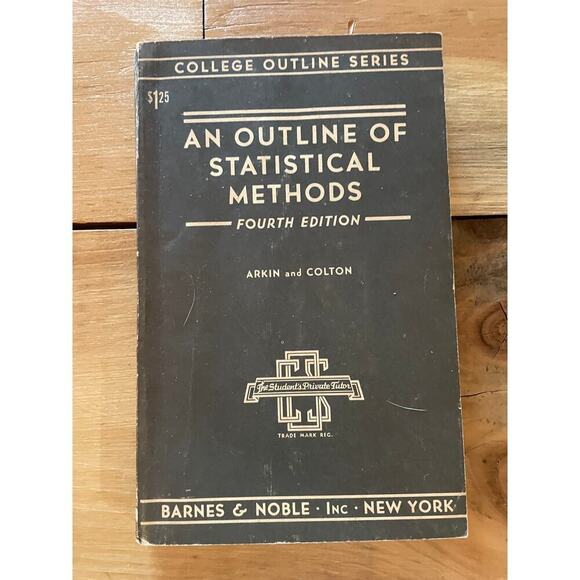 COLLEGE OUTLINE SERIES
$1.25
AN OUTLINE OF
STATISTICAL
METHODS
FOURTH EDITION
ARKIN and COLTON
COS
The Student's Private Tutor
TRADE MARK REG.
BARNES & NOBLE · INC · NEW YORK